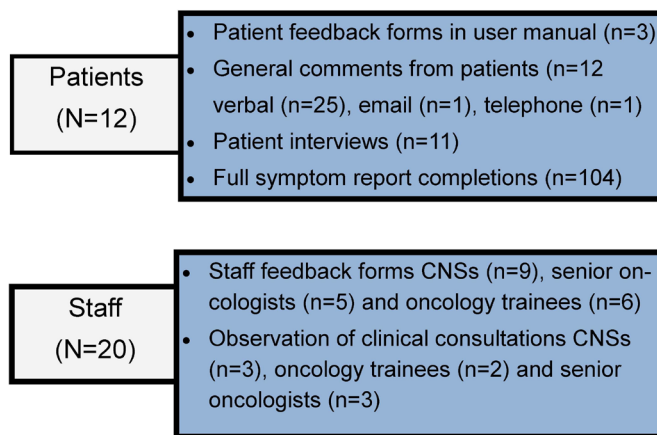 Patients
(N=12)
• Patient feedback forms in user manual (n=3)
• General comments from patients (n=12
verbal (n=25), email (n=1), telephone (n=1)
• Patient interviews (n=11)
• Full symptom report completions (n=104)
Staff
(N=20)
• Staff feedback forms CNSs (n=9), senior on-
cologists (n=5) and oncology trainees (n=6)
• Observation of clinical consultations CNSs
(n=3), oncology trainees (n=2) and senior
oncologists (n=3)